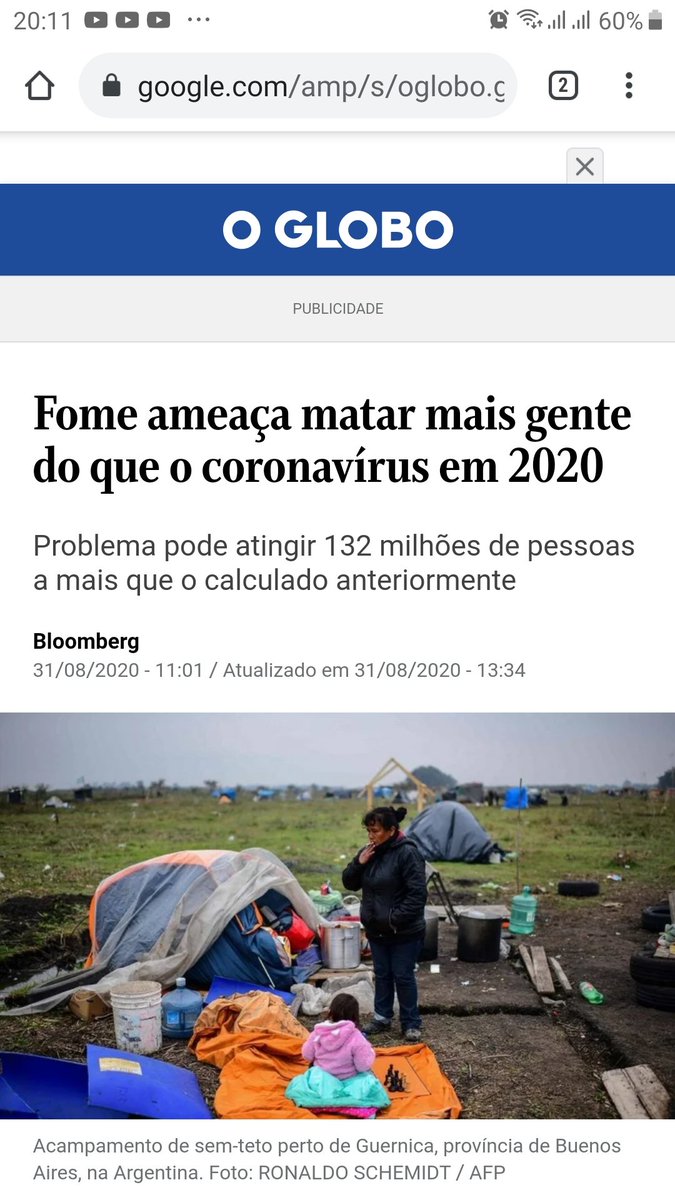 20:11 ... 60%
google.com/amp/s/oglobo.g
2
O GLOBO
PUBLICIDADE
Fome ameaça matar mais gente
do que o coronavírus em 2020
Problema pode atingir 132 milhões de pessoas
a mais que o calculado anteriormente
Bloomberg
31/08/2020 - 11:01 / Atualizado em 31/08/2020 - 13:34
Acampamento de sem-teto perto de Guernica, província de Buenos
Aires, na Argentina. Foto: RONALDO SCHEMIDT / AFP